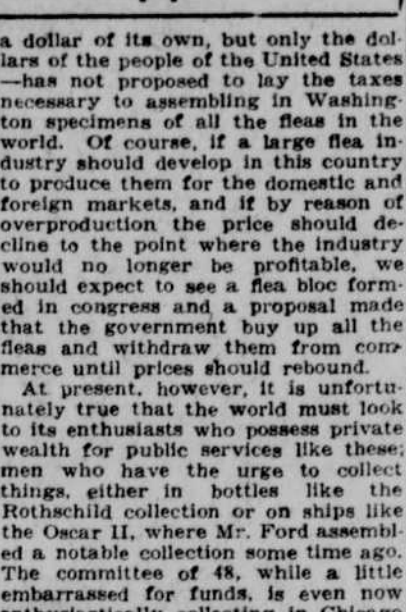 a dollar of its own, but only the dol-
lars of the people of the United States
—has not proposed to lay the taxes
necessary to assembling in Washing-
ton specimens of all the fleas in the
world. Of course, if a large flea in-
dustry should develop in this country
to produce them for the domestic and
foreign markets, and if by reason of
overproduction the price should de-
cline to the point where the industry
would no longer be profitable, we
should expect to see a flea bloc form-
ed in congress and a proposal made
that the government buy up all the
fleas and withdraw them from com-
merce until prices should rebound.
At present, however, it is unfortu-
nately true that the world must look
to its enthusiasts who possess private
wealth for public services like these;
men who have the urge to collect
things, either in bottles like the
Rothschild collection or on ships like
the Oscar II, where Mr. Ford assembl-
ed a notable collection some time ago.
The committee of 48, while a little
embarrassed for funds, is even now